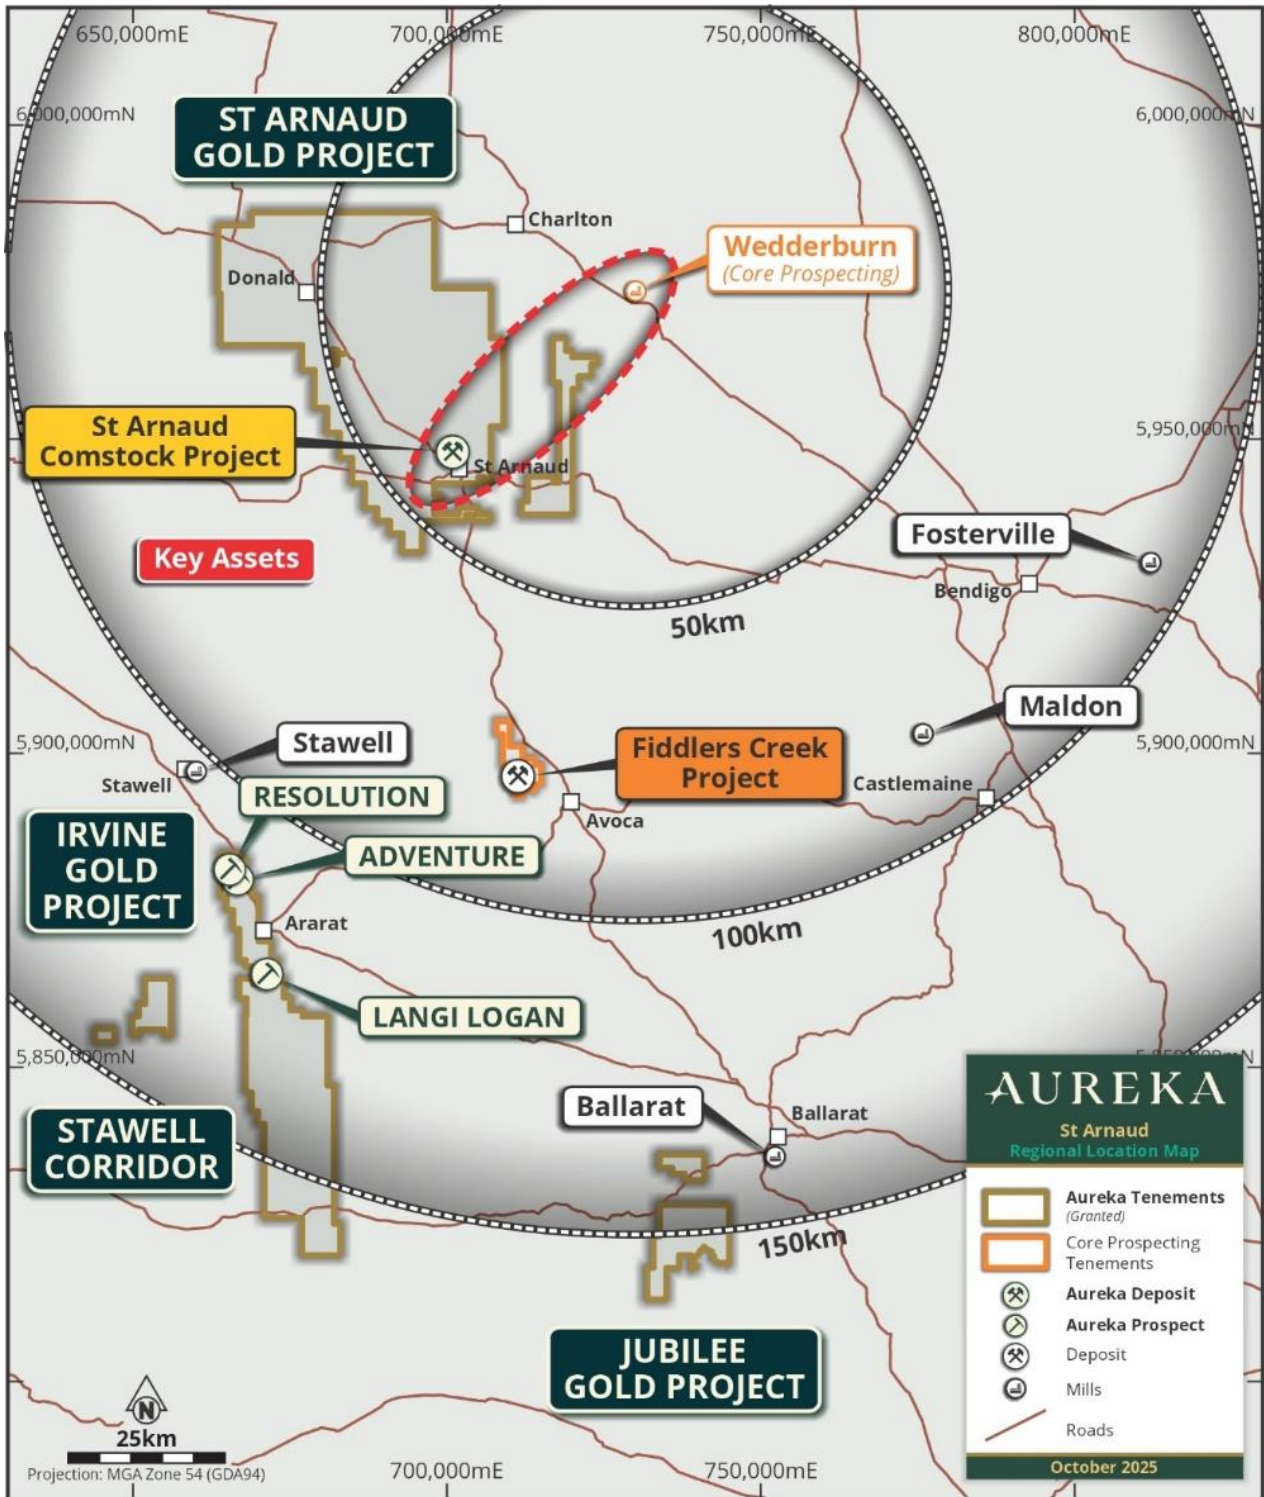 650,000mE
700,000mE
750,000mE
800,000mE
6,000,000mN
6,000,000mN
ST ARNAUD
GOLD PROJECT
Charlton
Wedderburn
(Core Prospecting)
Donald
St Arnaud
Comstock Project
5,950,000mN
St Arnaud
Key Assets
Fosterville
Bendigo
50km
Maldon
Stawell
Fiddlers Creek
Project
5,900,000mN
5,900,000mN
Stawell
Castlemaine
RESOLUTION
Avoca
IRVINE
GOLD
PROJECT
ADVENTURE
Ararat
100km
LANGI LOGAN
5,850,000mN
Ballarat
Ballarat
STAWELL
CORRIDOR
150km
JUBILEE
GOLD PROJECT
AUREKA
St Arnaud
Regional Location Map
Aureka Tenements
(Granted)
Core Prospecting
Tenements
Aureka Deposit
Aureka Prospect
Deposit
Mills
Roads
October 2025
N
25km
Projection: MGA Zone 54 (GDA94)
700,000mE
750,000mE